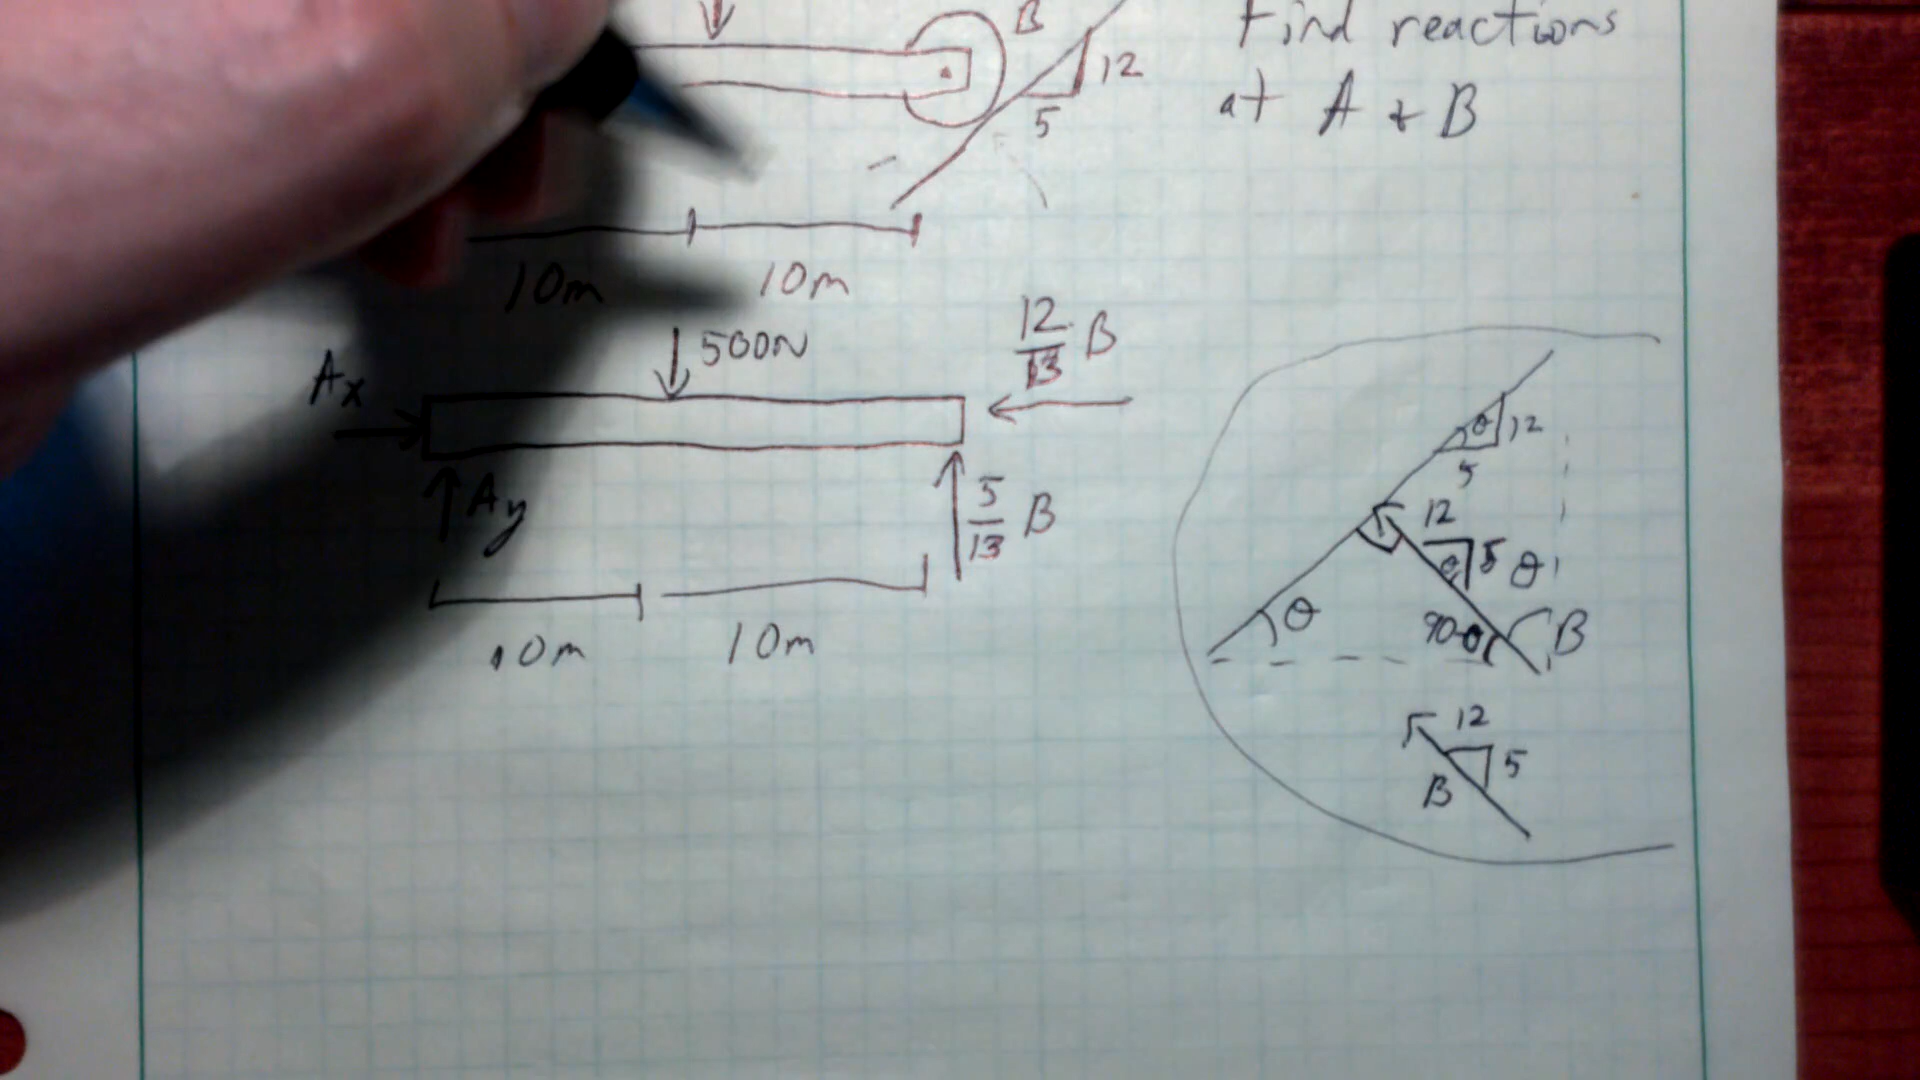 B
Find reactions
12
at A + B
5
10m
10m
500N
12/13 B
Ax
θ 12
5
Ay
5/13 B
12
θ 5 θ
θ
90-θ
B
10m
10m
12
5
B